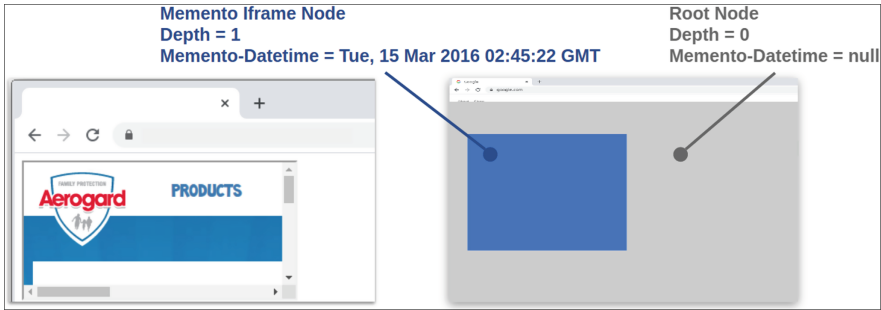 Memento Iframe Node
Depth = 1
Memento-Datetime = Tue, 15 Mar 2016 02:45:22 GMT
Root Node
Depth = 0
Memento-Datetime = null
FAMILY PROTECTION
Aerogard
PRODUCTS